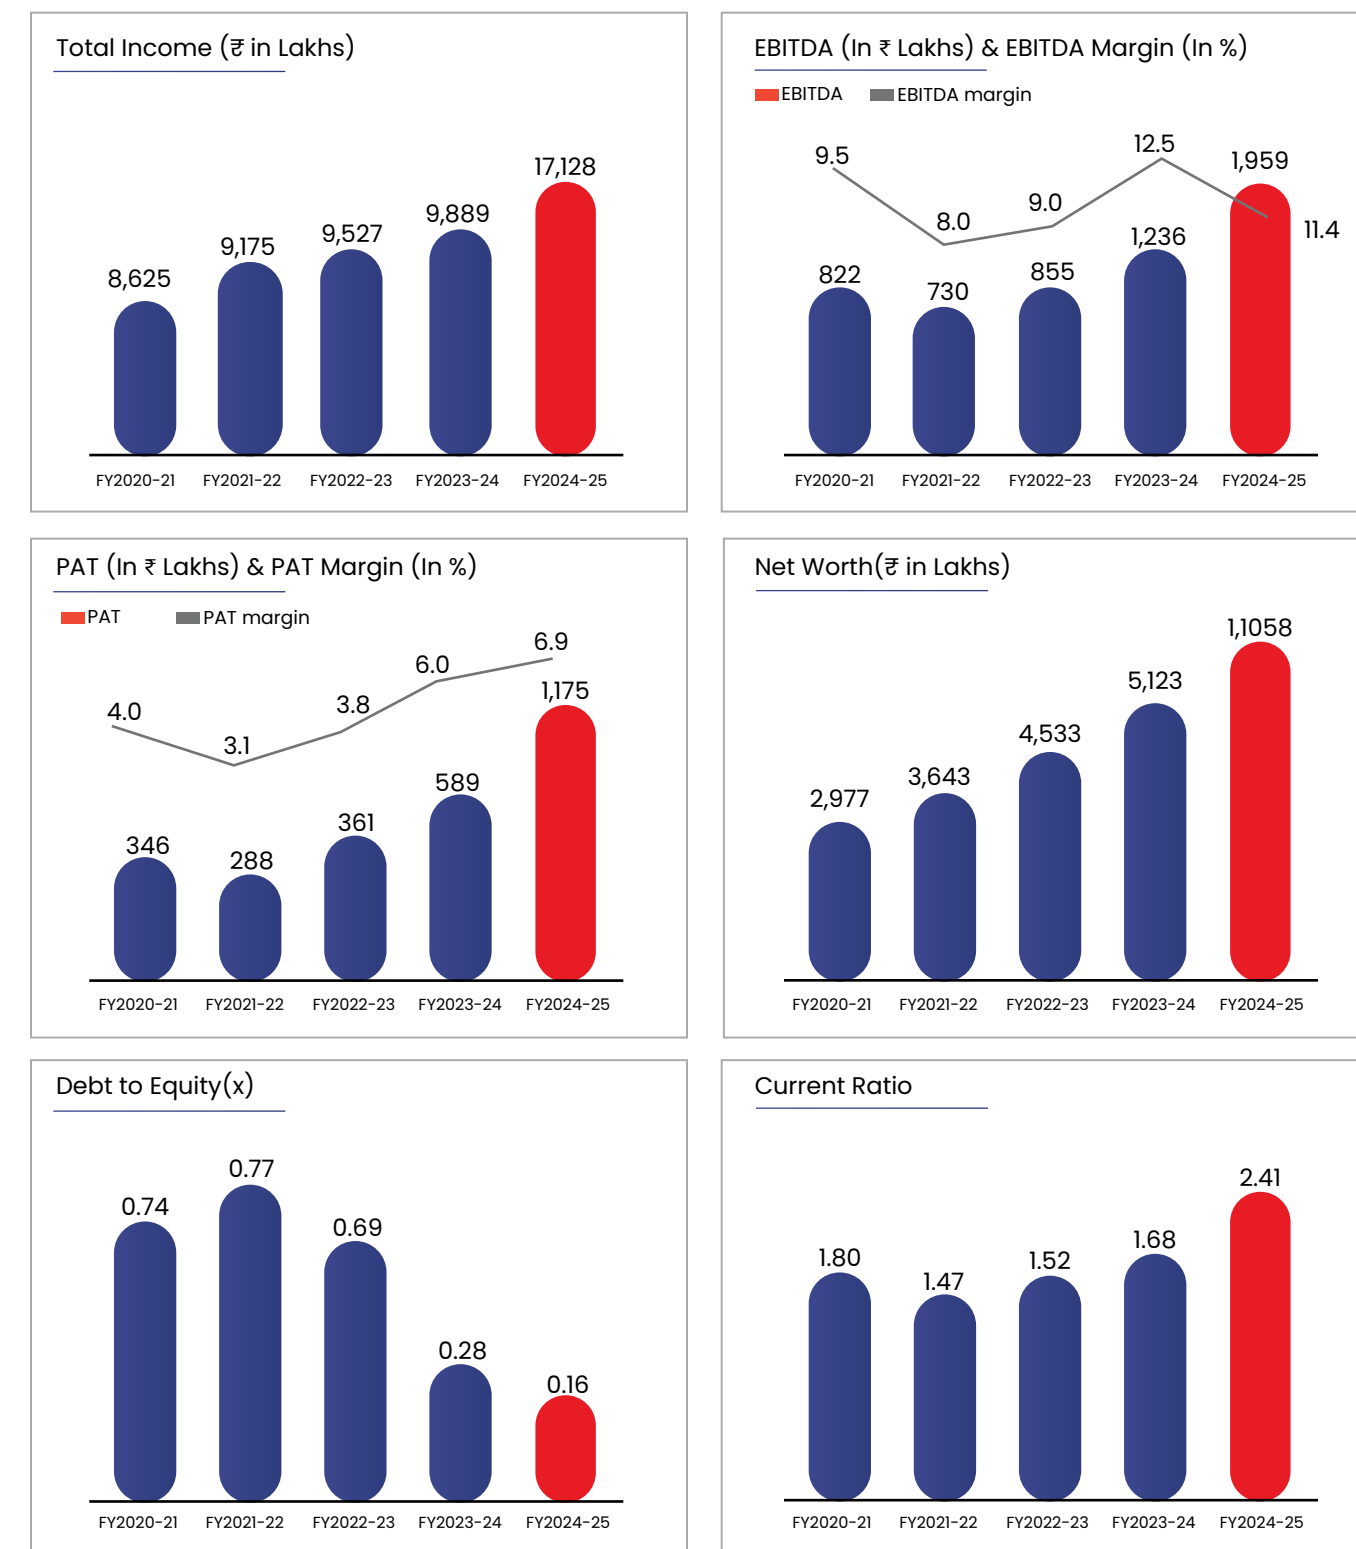 Total Income (₹ in Lakhs)
17,128
9,889
9,527
9,175
8,625
FY2020-21 FY2021-22 FY2022-23 FY2023-24 FY2024-25
EBITDA (In ₹ Lakhs) & EBITDA Margin (In %)
EBITDA EBITDA margin
9.5 8.0 9.0 12.5 11.4
822 730 855 1,236 1,959
FY2020-21 FY2021-22 FY2022-23 FY2023-24 FY2024-25
PAT (In ₹ Lakhs) & PAT Margin (In %)
PAT PAT margin
4.0 3.1 3.8 6.0 6.9
346 288 361 589 1,175
FY2020-21 FY2021-22 FY2022-23 FY2023-24 FY2024-25
Net Worth(₹ in Lakhs)
2,977 3,643 4,533 5,123 1,1058
FY2020-21 FY2021-22 FY2022-23 FY2023-24 FY2024-25
Debt to Equity(x)
0.74 0.77 0.69 0.28 0.16
FY2020-21 FY2021-22 FY2022-23 FY2023-24 FY2024-25
Current Ratio
1.80 1.47 1.52 1.68 2.41
FY2020-21 FY2021-22 FY2022-23 FY2023-24 FY2024-25